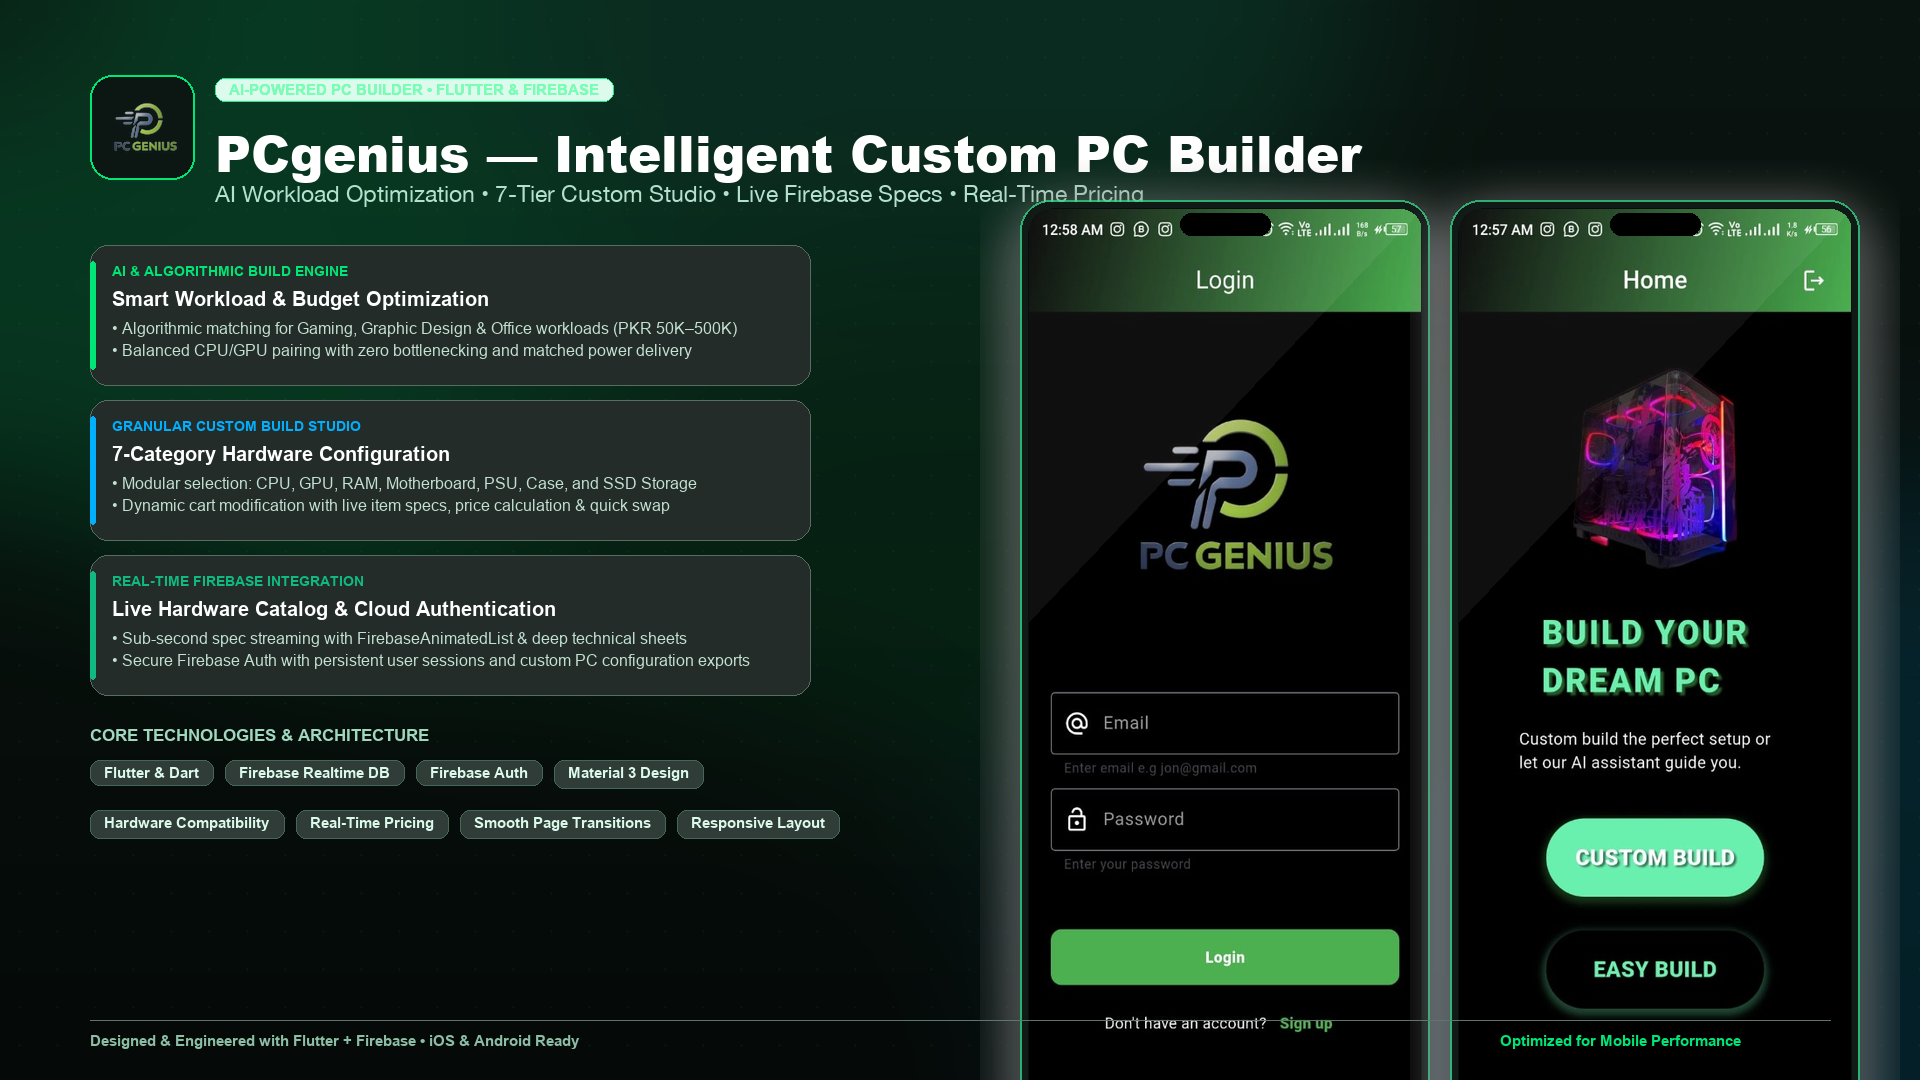 PC GENIUS
AI-POWERED PC BUILDER • FLUTTER & FIREBASE
PCgenius — Intelligent Custom PC Builder
AI Workload Optimization • 7-Tier Custom Studio • Live Firebase Specs • Real-Time Pricing
AI & ALGORITHMIC BUILD ENGINE
Smart Workload & Budget Optimization
• Algorithmic matching for Gaming, Graphic Design & Office workloads (PKR 50K–500K)
• Balanced CPU/GPU pairing with zero bottlenecking and matched power delivery
GRANULAR CUSTOM BUILD STUDIO
7-Category Hardware Configuration
• Modular selection: CPU, GPU, RAM, Motherboard, PSU, Case, and SSD Storage
• Dynamic cart modification with live item specs, price calculation & quick swap
REAL-TIME FIREBASE INTEGRATION
Live Hardware Catalog & Cloud Authentication
• Sub-second spec streaming with FirebaseAnimatedList & deep technical sheets
• Secure Firebase Auth with persistent user sessions and custom PC configuration exports
CORE TECHNOLOGIES & ARCHITECTURE
Flutter & Dart
Firebase Realtime DB
Firebase Auth
Material 3 Design
Hardware Compatibility
Real-Time Pricing
Smooth Page Transitions
Responsive Layout
12:58 AM
Vo LTE
168 B/s
57
Login
PC GENIUS
Email
Enter email e.g jon@gmail.com
Password
Enter your password
Login
Don't have an account? Sign up
12:57 AM
Vo LTE
1.8 K/s
56
Home
BUILD YOUR
DREAM PC
Custom build the perfect setup or
let our AI assistant guide you.
CUSTOM BUILD
EASY BUILD
Designed & Engineered with Flutter + Firebase • iOS & Android Ready
Optimized for Mobile Performance